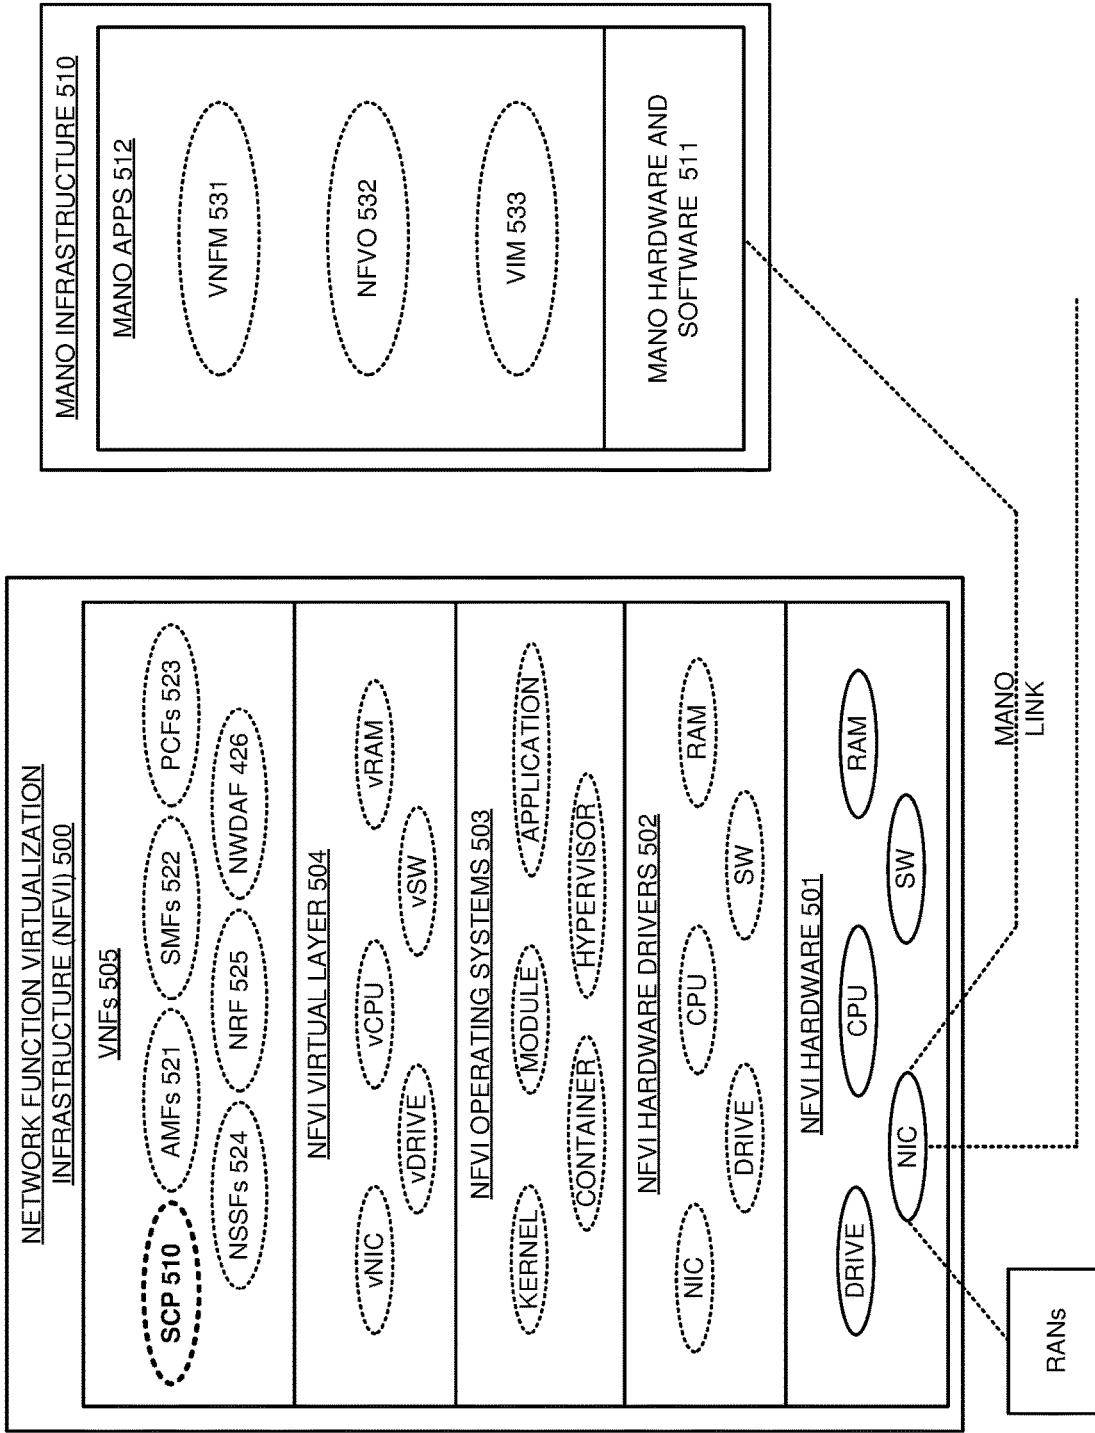 NETWORK FUNCTION VIRTUALIZATION
INFRASTRUCTURE (NFVI) 500
VNFs 505
SCP 510
AMFs 521
SMFs 522
PCFs 523
NSSFs 524
NRF 525
NWDAF 426
NFVI VIRTUAL LAYER 504
vNIC
vCPU
vRAM
vDRIVE
vSW
NFVI OPERATING SYSTEMS 503
KERNEL
MODULE
APPLICATION
CONTAINER
HYPERVISOR
NFVI HARDWARE DRIVERS 502
NIC
CPU
RAM
DRIVE
SW
NFVI HARDWARE 501
DRIVE
CPU
RAM
NIC
SW
RANs
MANO
LINK
MANO INFRASTRUCTURE 510
MANO APPS 512
VNFM 531
NFVO 532
VIM 533
MANO HARDWARE AND
SOFTWARE 511